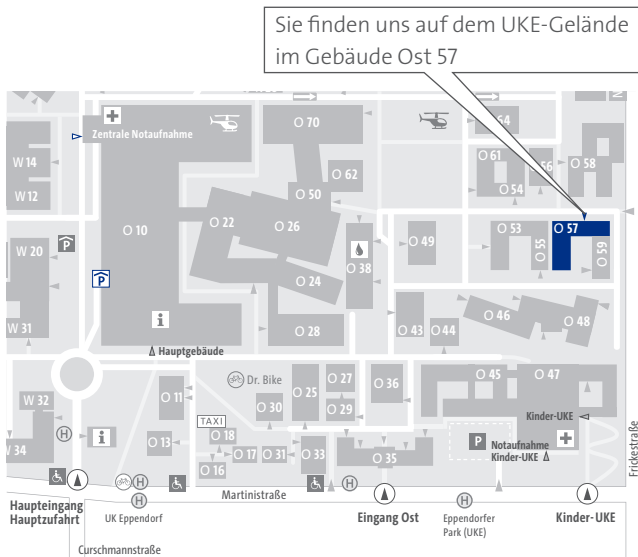 Sie finden uns auf dem UKE-Gelände
im Gebäude Ost 57
O 70
Zentrale Notaufnahme
W 14
O 61
O 58
O 62
O 54
W 12
O 50
O 22
O 26
O 10
O 53
O 57
O 49
O 55
O 59
W 20
P
O 38
O 24
P
O 46
O 48
i
O 28
O 43
O 44
W 31
Hauptgebäude
O 45
O 47
Dr. Bike
O 27
O 36
O 25
O 11
W 32
O 30
O 29
Kinder-UKE
TAXI
H
i
O 13
O 18
P
Notaufnahme
Kinder-UKE
W 34
O 17
O 31
O 33
O 35
O 16
Frickestraße
H
H
Martinistraße
H
H
Haupteingang
Hauptzufahrt
UK Eppendorf
Eingang Ost
Eppendorfer
Park (UKE)
Kinder-UKE
Curschmannstraße